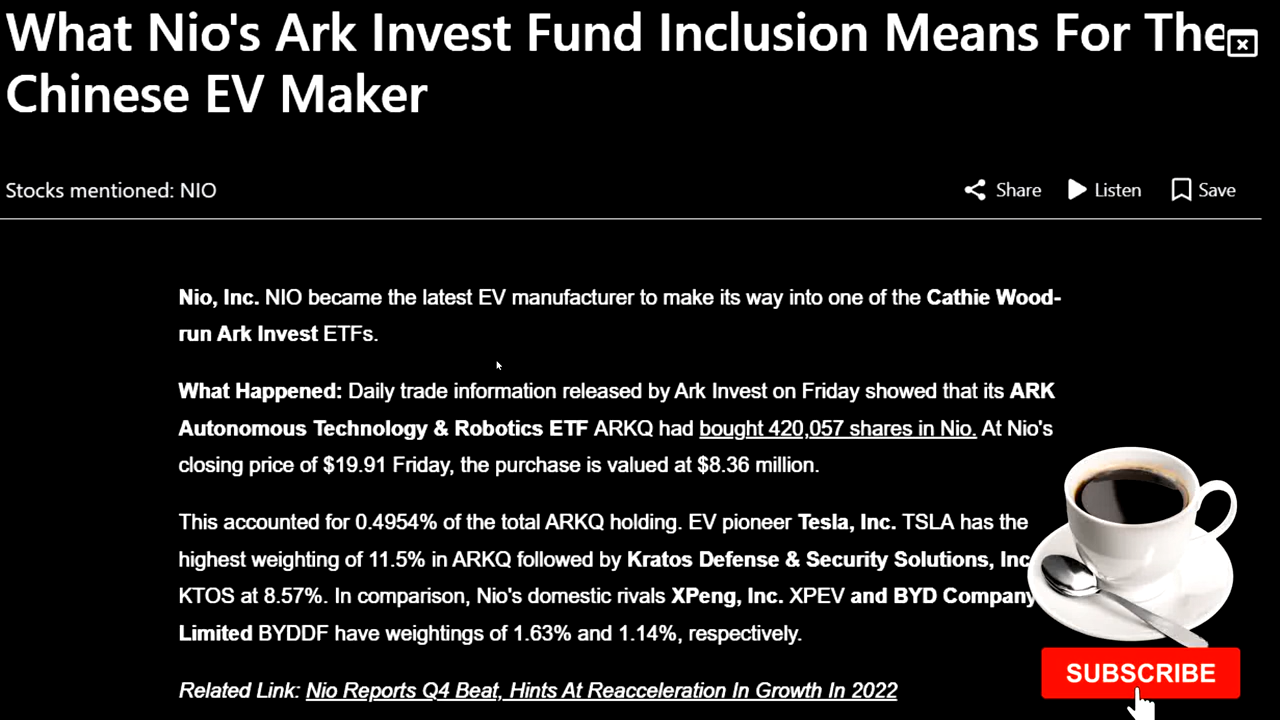 What Nio's Ark Invest Fund Inclusion Means For The
Chinese EV Maker
Stocks mentioned: NIO
Share
Listen
Save
Nio, Inc. NIO became the latest EV manufacturer to make its way into one of the Cathie Wood-
run Ark Invest ETFs.
What Happened: Daily trade information released by Ark Invest on Friday showed that its ARK
Autonomous Technology & Robotics ETF ARKQ had bought 420,057 shares in Nio. At Nio's
closing price of $19.91 Friday, the purchase is valued at $8.36 million.
This accounted for 0.4954% of the total ARKQ holding. EV pioneer Tesla, Inc. TSLA has the
highest weighting of 11.5% in ARKQ followed by Kratos Defense & Security Solutions, Inc
KTOS at 8.57%. In comparison, Nio's domestic rivals XPeng, Inc. XPEV and BYD Company
Limited BYDDF have weightings of 1.63% and 1.14%, respectively.
Related Link: Nio Reports Q4 Beat, Hints At Reacceleration In Growth In 2022
SUBSCRIBE